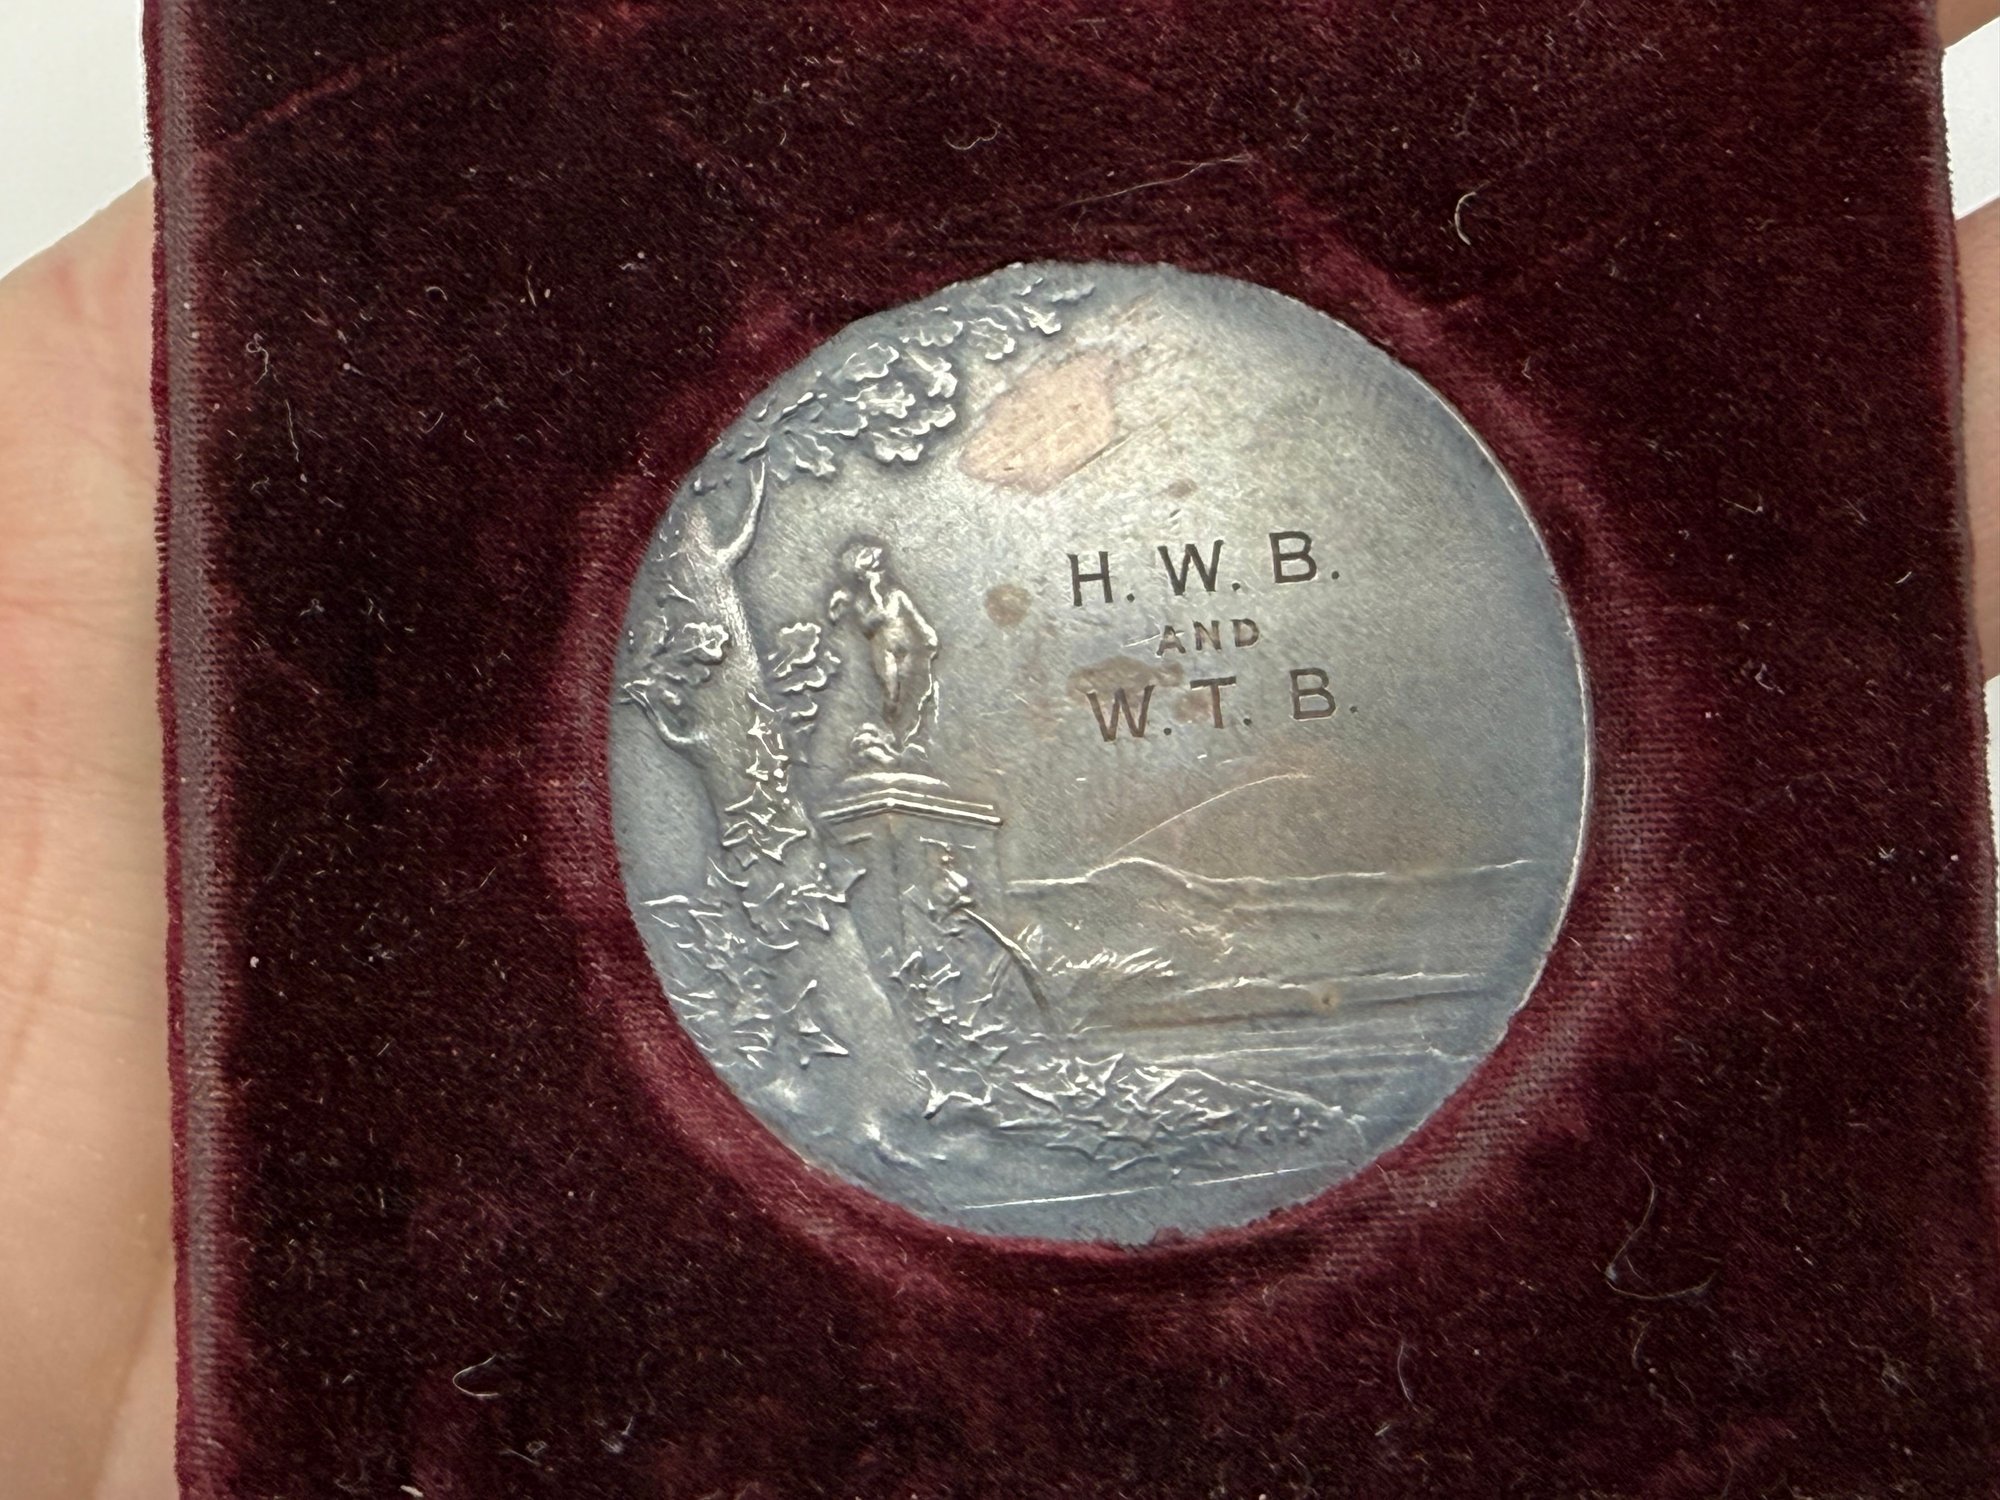 H. W. B.
AND
W. T. B.